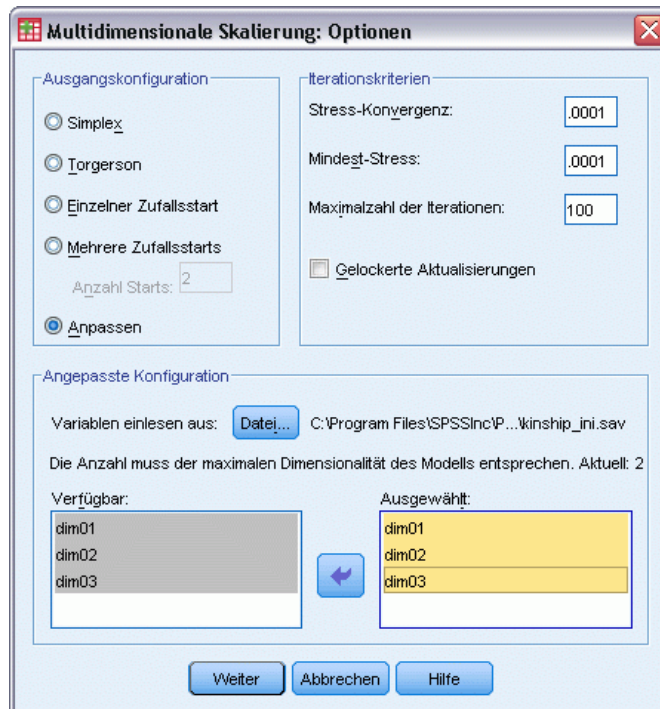 Multidimensionale Skalierung: Optionen
Ausgangskonfiguration
Simplex
Torgerson
Einzelner Zufallsstart
Mehrere Zufallsstarts
Anzahl Starts: 2
Anpassen
Iterationskriterien
Stress-Konvergenz: .0001
Mindest-Stress: .0001
Maximalzahl der Iterationen: 100
Gelockerte Aktualisierungen
Angepasste Konfiguration
Variablen einlesen aus: Datei... C:\Program Files\SPSSInc\P...\kinship_ini.sav
Die Anzahl muss der maximalen Dimensionalität des Modells entsprechen. Aktuell: 2
Verfügbar:
dim01
dim02
dim03
Ausgewählt:
dim01
dim02
dim03
Weiter Abbrechen Hilfe